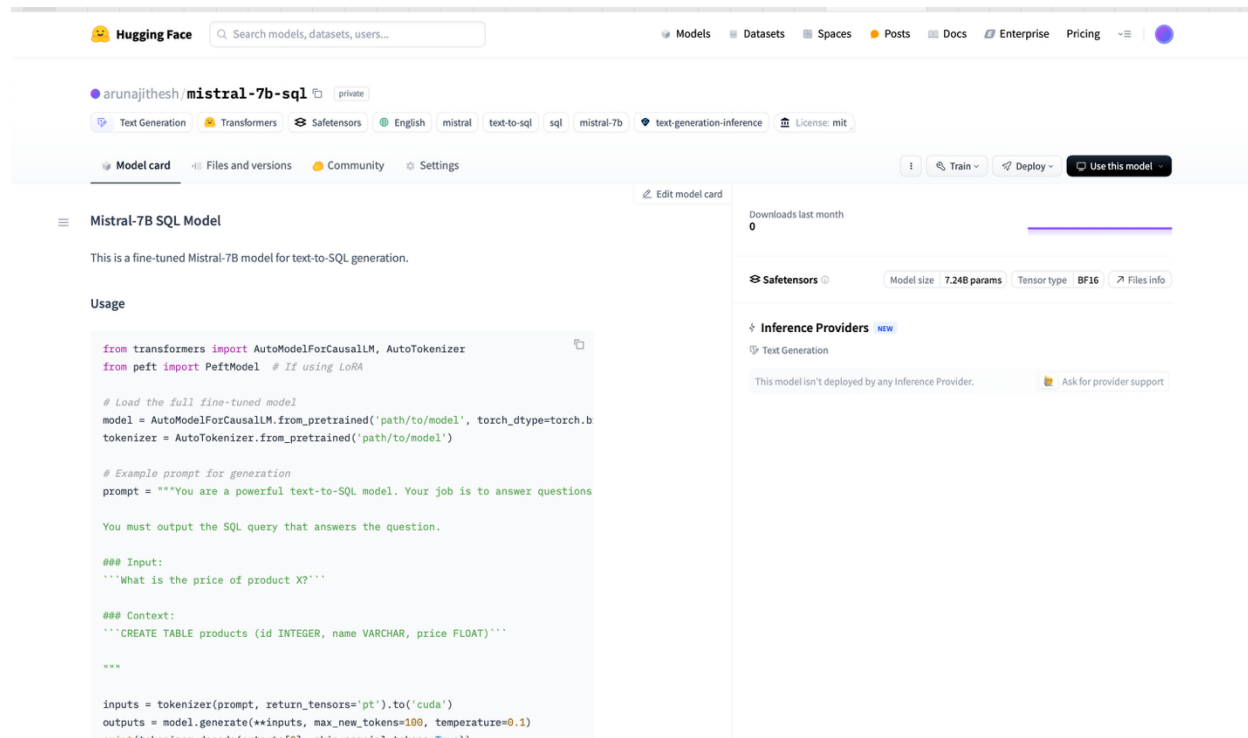 Hugging Face
Search models, datasets, users...
Models
Datasets
Spaces
Posts
Docs
Enterprise
Pricing
arunajithesh/mistral-7b-sql
private
Text Generation
Transformers
Safetensors
English
mistral
text-to-sql
sql
mistral-7b
text-generation-inference
License: mit
Model card
Files and versions
Community
Settings
Train
Deploy
Use this model
Edit model card
Mistral-7B SQL Model
This is a fine-tuned Mistral-7B model for text-to-SQL generation.
Usage
from transformers import AutoModelForCausalLM, AutoTokenizer
from peft import PeftModel  # If using LoRA
# Load the full fine-tuned model
model = AutoModelForCausalLM.from_pretrained('path/to/model', torch_dtype=torch.b
tokenizer = AutoTokenizer.from_pretrained('path/to/model')
# Example prompt for generation
prompt = """You are a powerful text-to-SQL model. Your job is to answer questions
You must output the SQL query that answers the question.
### Input:
```What is the price of product X?```
### Context:
```CREATE TABLE products (id INTEGER, name VARCHAR, price FLOAT)```
"""
inputs = tokenizer(prompt, return_tensors='pt').to('cuda')
outputs = model.generate(**inputs, max_new_tokens=100, temperature=0.1)
Downloads last month
0
Safetensors
Model size 7.24B params
Tensor type BF16
Files info
Inference Providers NEW
Text Generation
This model isn't deployed by any Inference Provider.
Ask for provider support